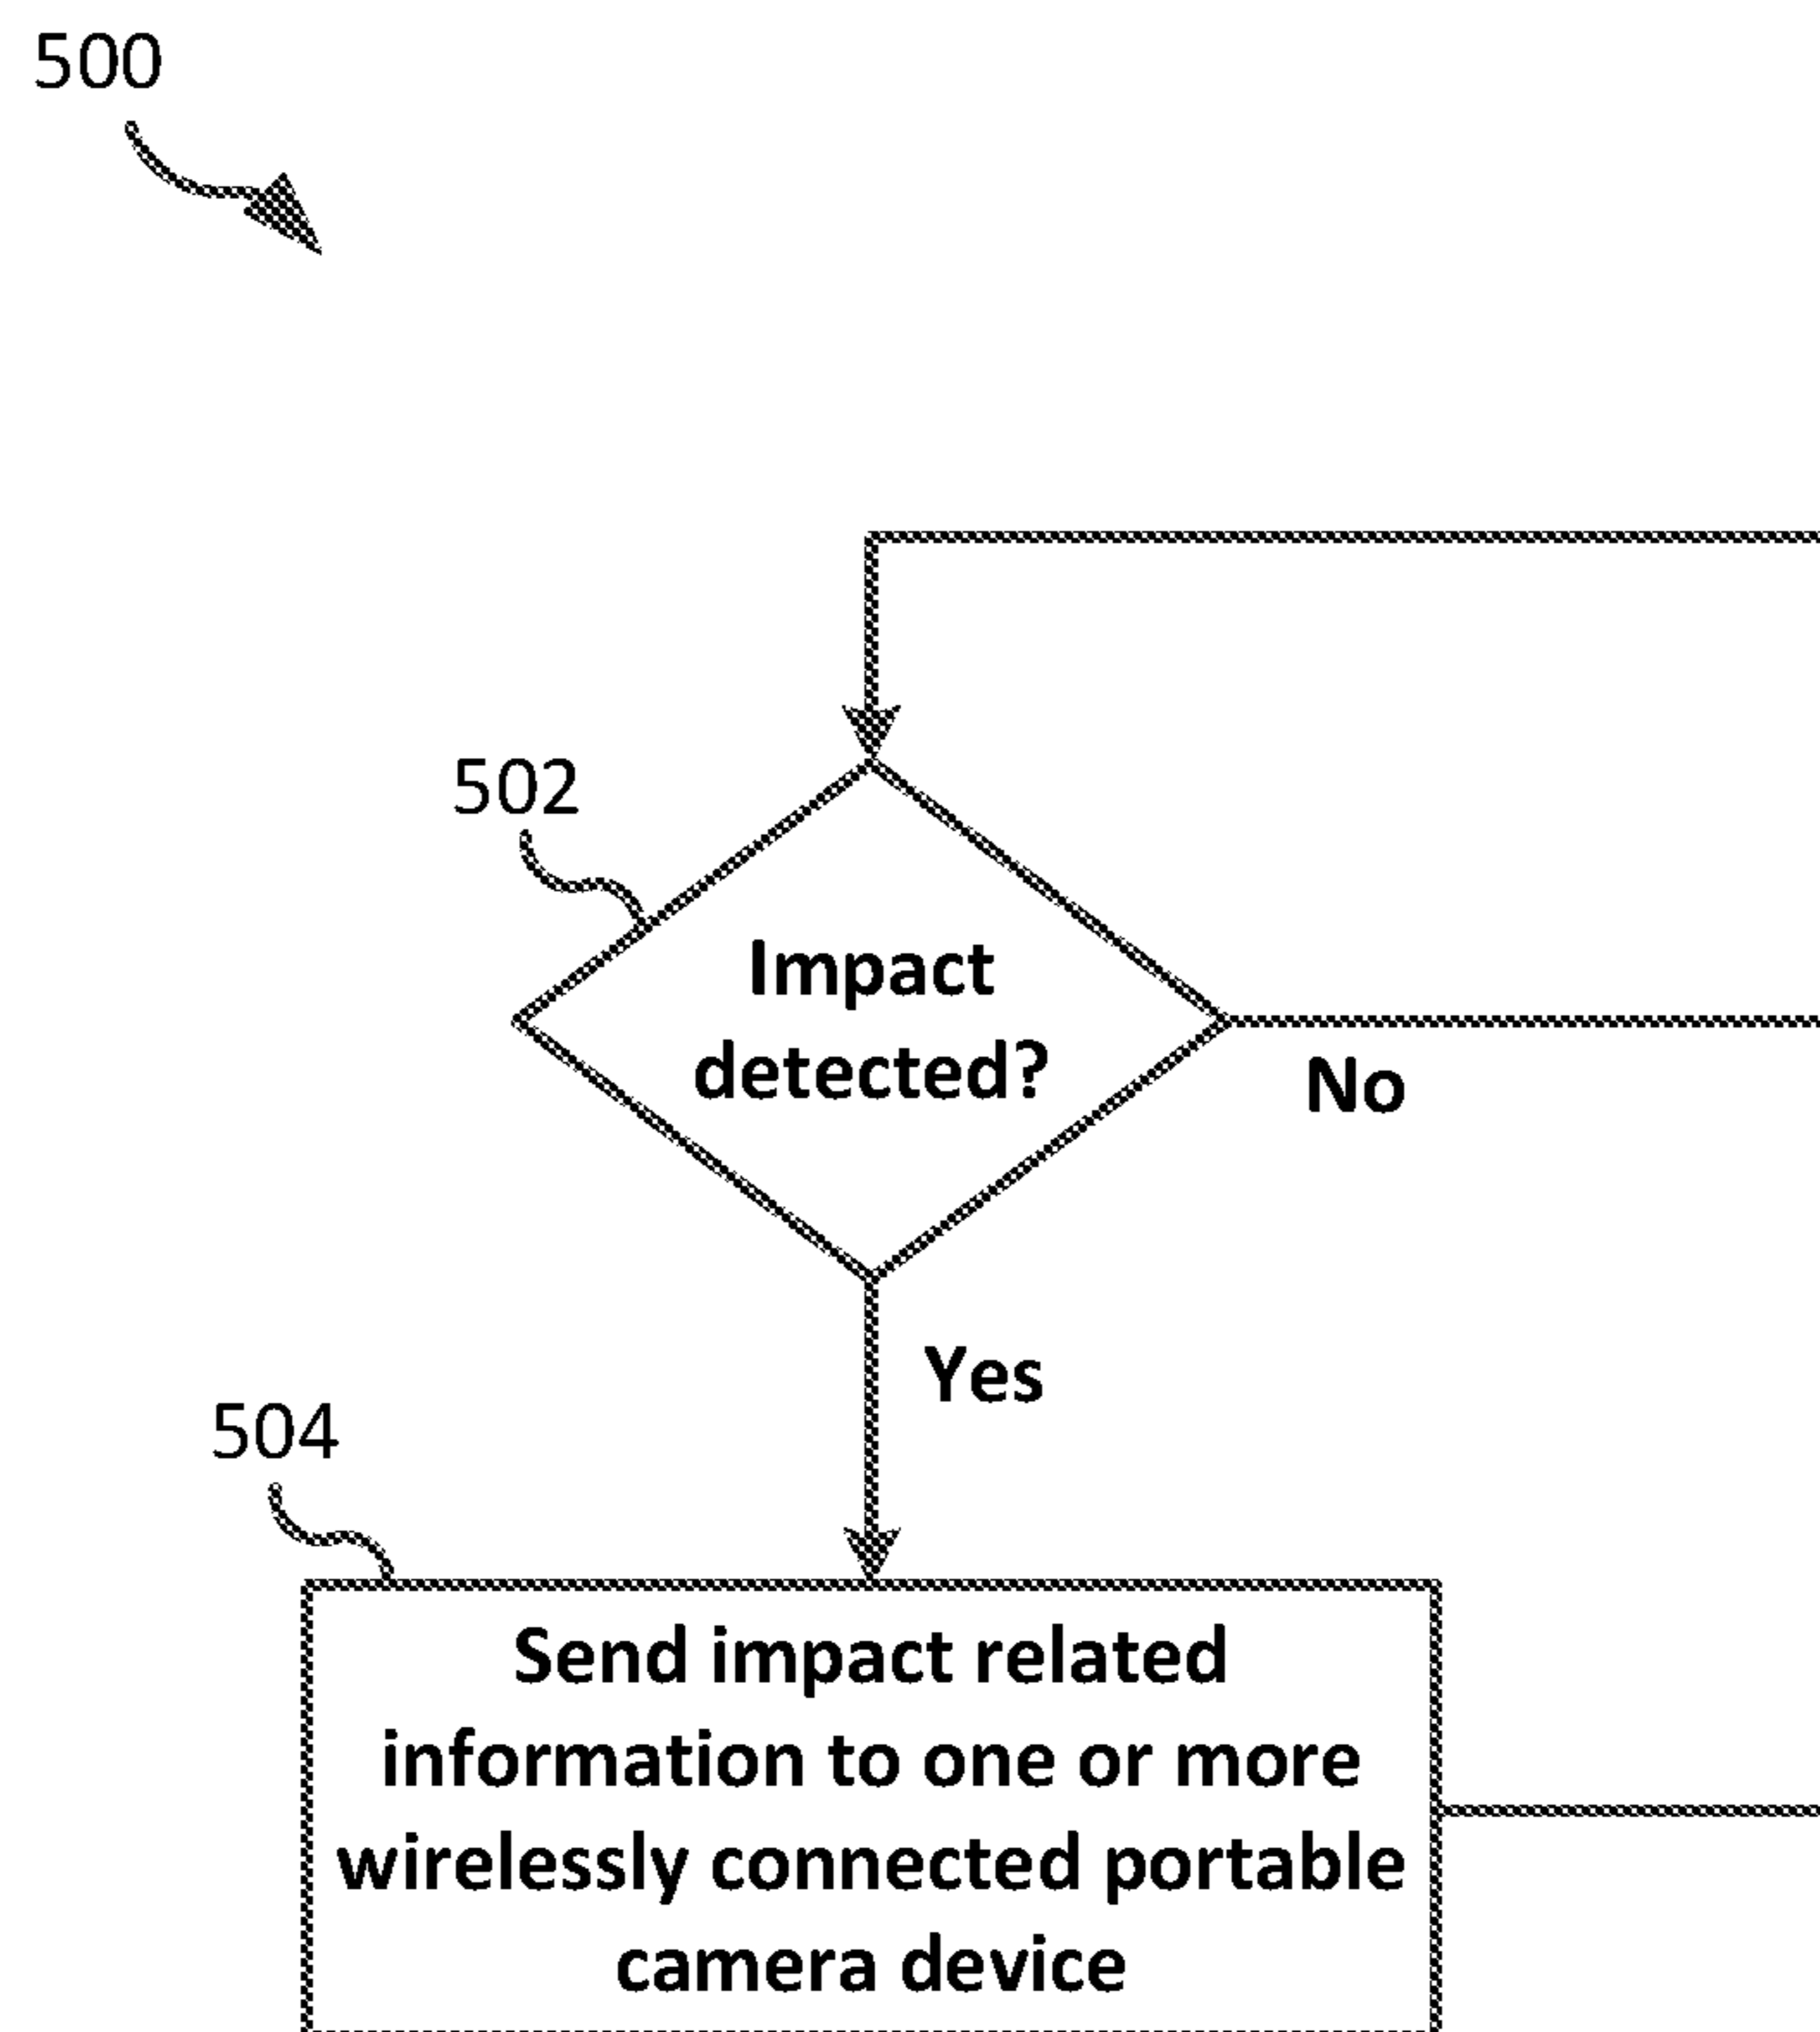 500
502
Impact
detected?
No
Yes
504
Send impact related
information to one or more
wirelessly connected portable
camera device